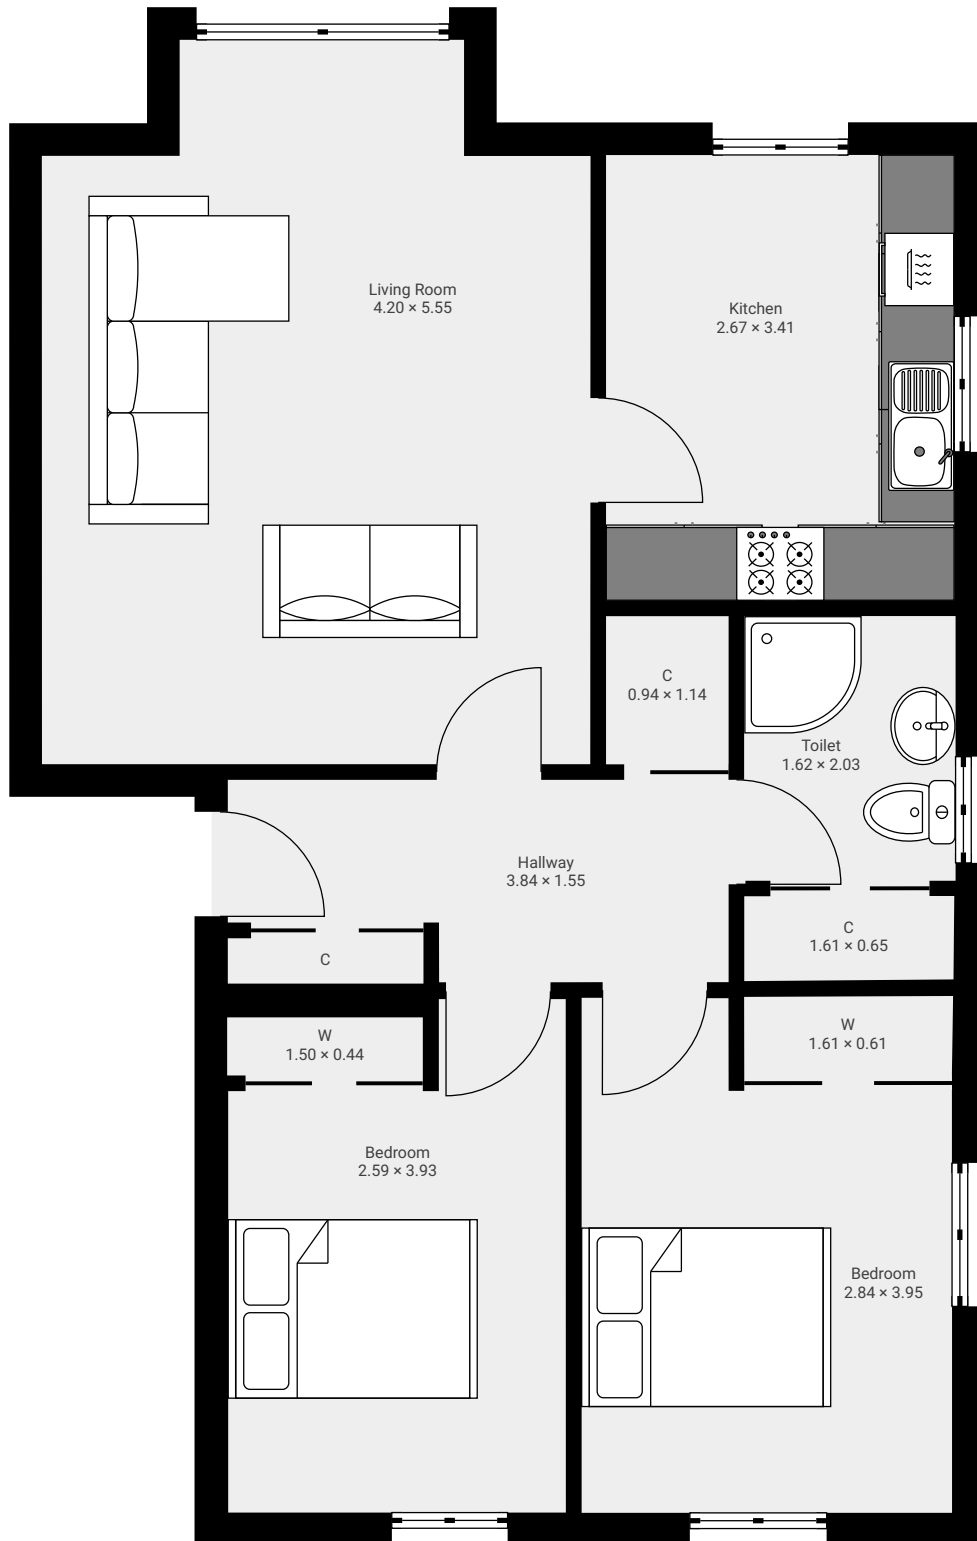 Living Room
4.20 × 5.55
Kitchen
2.67 × 3.41
C
0.94 × 1.14
Toilet
1.62 × 2.03
Hallway
3.84 × 1.55
C
1.61 × 0.65
C
W
1.50 × 0.44
W
1.61 × 0.61
Bedroom
2.59 × 3.93
Bedroom
2.84 × 3.95